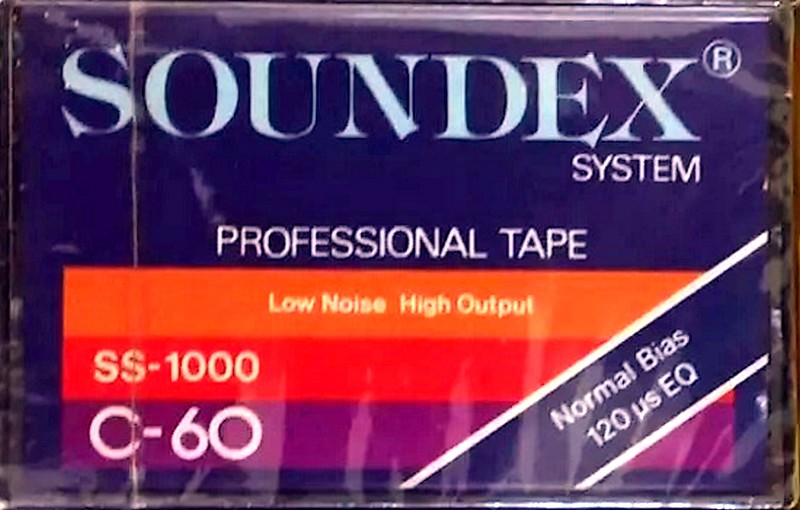 SOUNDEX®
SYSTEM
PROFESSIONAL TAPE
Low Noise High Output
SS-1000
C-60
Normal Bias
120 µs EQ